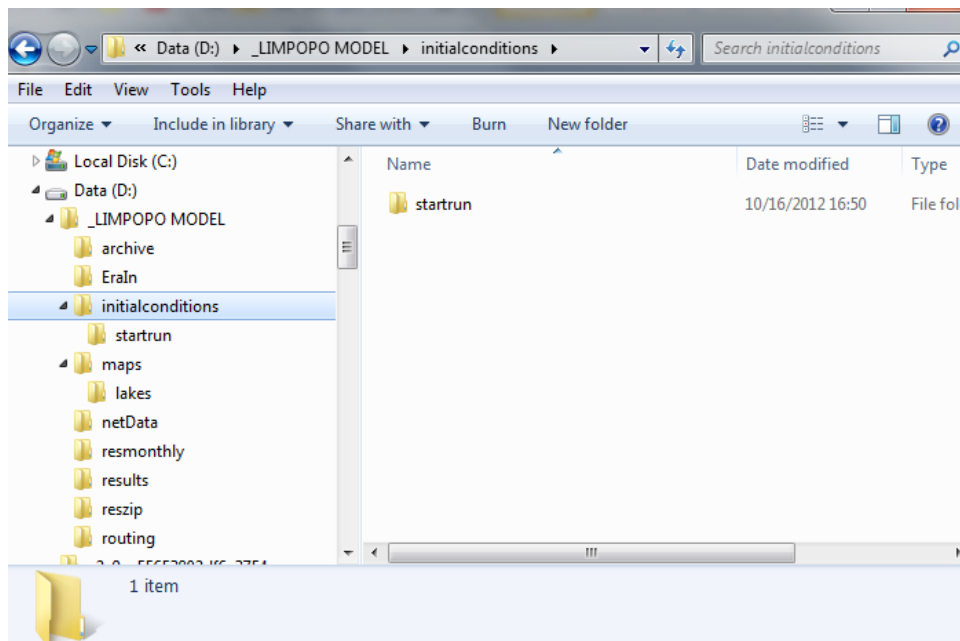 « Data (D:) ▸ _LIMPOPO MODEL ▸ initialconditions ▸ Search initialconditions
File Edit View Tools Help
Organize Include in library Share with Burn New folder
Local Disk (C:)
Data (D:)
_LIMPOPO MODEL
archive
EraIn
initialconditions
startrun
maps
lakes
netData
resmonthly
results
reszip
routing
Name Date modified Type
startrun 10/16/2012 16:50 File fol
1 item